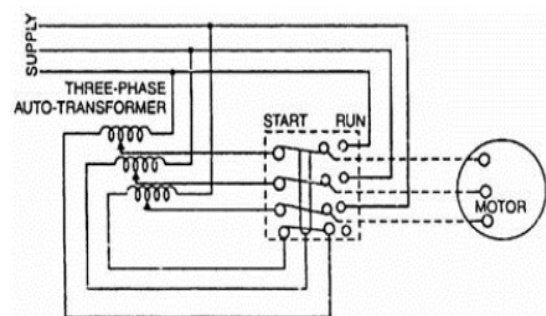 SUPPLY
THREE-PHASE
AUTO-TRANSFORMER
START RUN
MOTOR